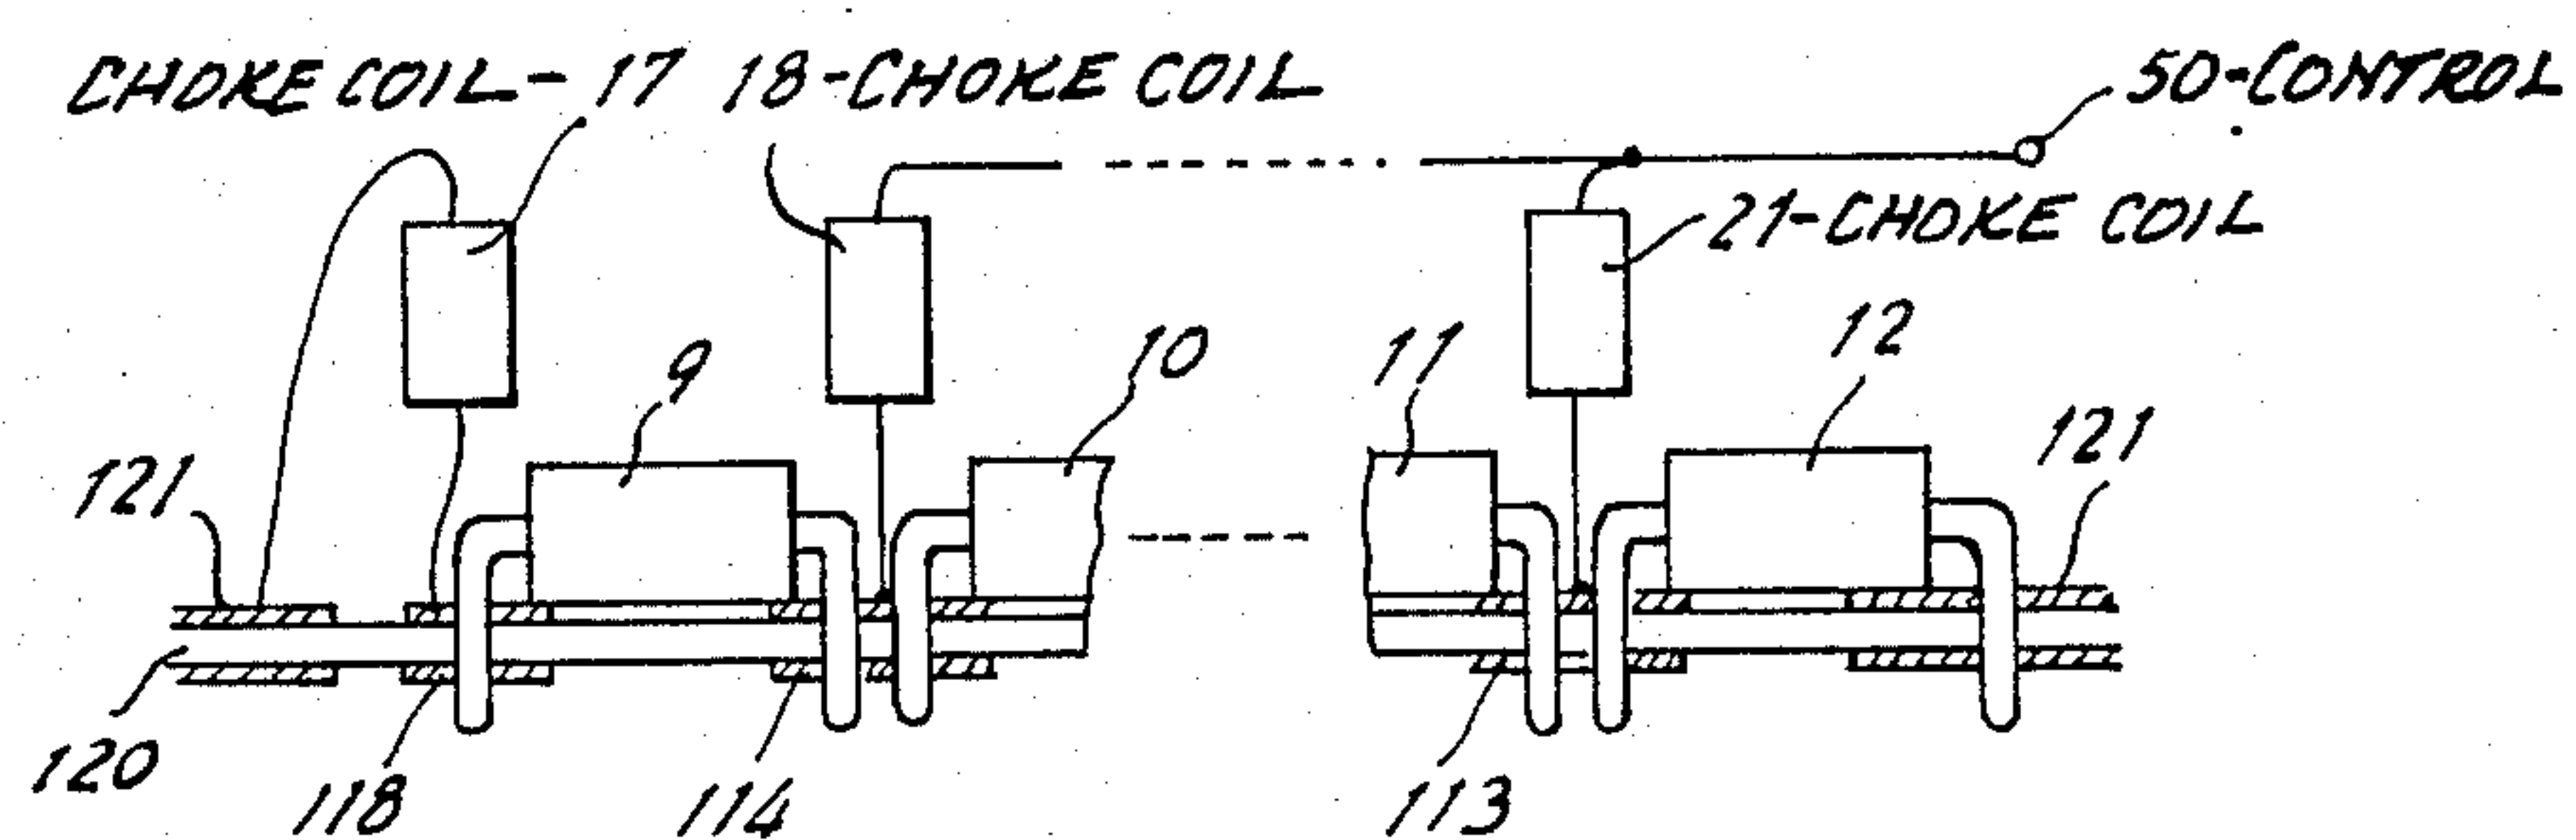 CHOKE COIL-17
18-CHOKE COIL
50-CONTROL
21-CHOKE COIL
9
10
11
12
121
121
120
118
114
113